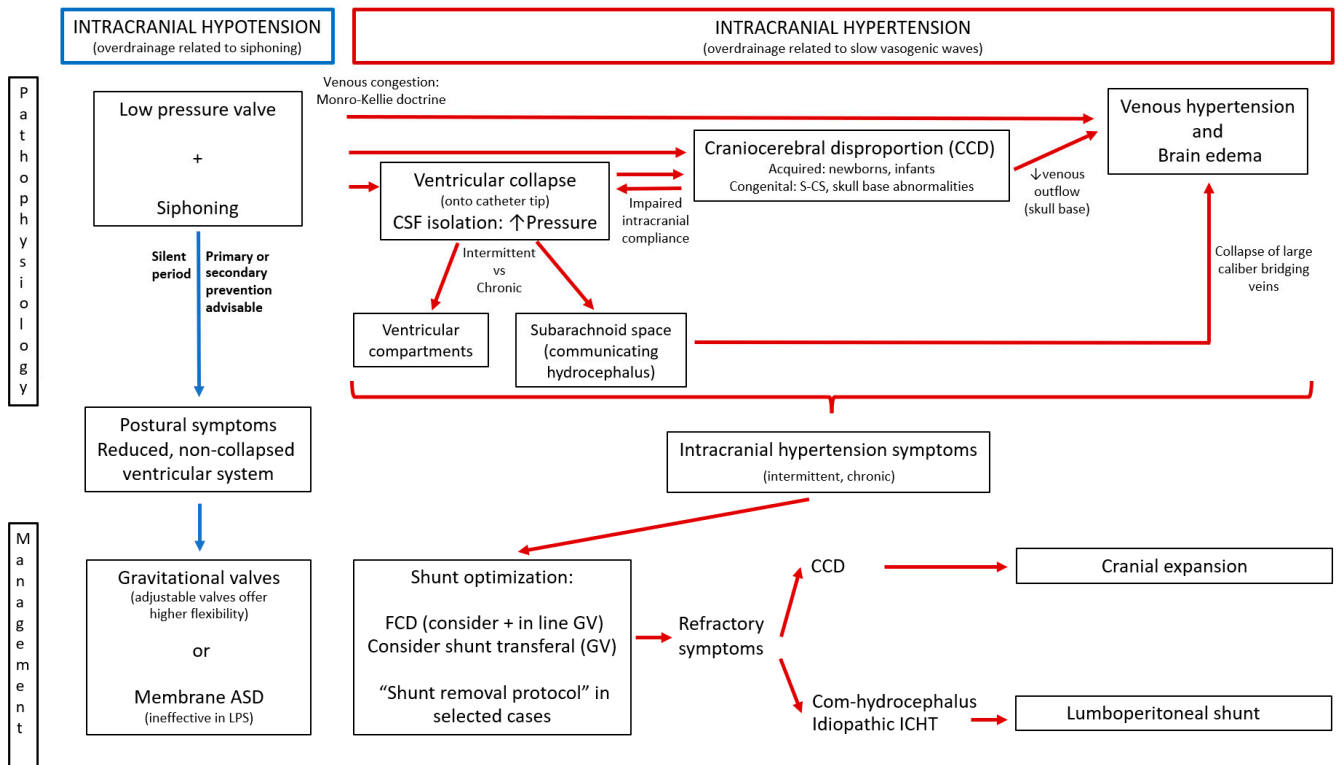 INTRACRANIAL HYPOTENSION
(overdrainage related to siphoning)
INTRACRANIAL HYPERTENSION
(overdrainage related to slow vasogenic waves)
Pathophysiology
Low pressure valve
+
Siphoning
Silent
period
Primary or
secondary
prevention
advisable
Postural symptoms
Reduced, non-collapsed
ventricular system
Venous congestion:
Monro-Kellie doctrine
Ventricular collapse
(onto catheter tip)
CSF isolation: ↑Pressure
Impaired
intracranial
compliance
Craniocerebral disproportion (CCD)
Acquired: newborns, infants
Congenital: S-CS, skull base abnormalities
↓venous
outflow
(skull base)
Venous hypertension
and
Brain edema
Intermittent
vs
Chronic
Collapse of large
caliber bridging
veins
Ventricular
compartments
Subarachnoid space
(communicating
hydrocephalus)
Intracranial hypertension symptoms
(intermittent, chronic)
Management
Gravitational valves
(adjustable valves offer
higher flexibility)
or
Membrane ASD
(ineffective in LPS)
Shunt optimization:
FCD (consider + in line GV)
Consider shunt transferal (GV)
“Shunt removal protocol” in
selected cases
Refractory
symptoms
CCD
Cranial expansion
Com-hydrocephalus
Idiopathic ICHT
Lumboperitoneal shunt